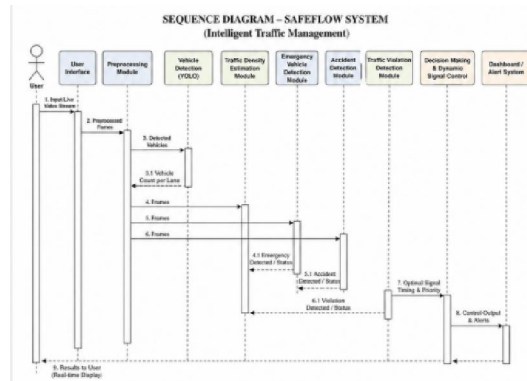 SEQUENCE DIAGRAM – SAFEFLOW SYSTEM
(Intelligent Traffic Management)
User
User
Interface
Preprocessing
Module
Vehicle
Detection
(YOLO)
Traffic Density
Estimation
Module
Emergency
Vehicle
Detection
Module
Accident
Detection
Module
Traffic Violation
Detection
Module
Decision Making
& Dynamic
Signal Control
Dashboard /
Alert System
1. Input/Live
Video Stream
2. Preprocessed
Frames
3. Detected
Vehicles
3.1 Vehicle
Count per Lane
4. Frames
5. Frames
6. Frames
4.1 Emergency
Detected / Status
5.1 Accident
Detected / Status
6.1 Violation
Detected / Status
7. Optimal Signal
Timing & Priority
8. Control Output
& Alerts
9. Results to User
(Real-time Display)